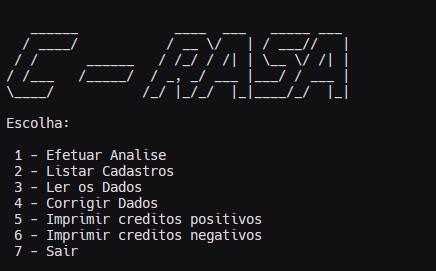 C - RASA
Escolha:
1 - Efetuar Analise
2 - Listar Cadastros
3 - Ler os Dados
4 - Corrigir Dados
5 - Imprimir creditos positivos
6 - Imprimir creditos negativos
7 - Sair